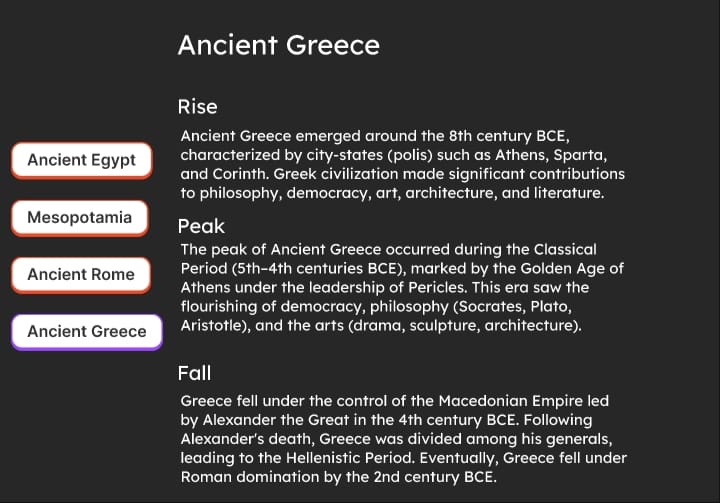 Ancient Greece
Rise
Ancient Greece emerged around the 8th century BCE,
characterized by city-states (polis) such as Athens, Sparta,
and Corinth. Greek civilization made significant contributions
to philosophy, democracy, art, architecture, and literature.
Peak
The peak of Ancient Greece occurred during the Classical
Period (5th–4th centuries BCE), marked by the Golden Age of
Athens under the leadership of Pericles. This era saw the
flourishing of democracy, philosophy (Socrates, Plato,
Aristotle), and the arts (drama, sculpture, architecture).
Fall
Greece fell under the control of the Macedonian Empire led
by Alexander the Great in the 4th century BCE. Following
Alexander's death, Greece was divided among his generals,
leading to the Hellenistic Period. Eventually, Greece fell under
Roman domination by the 2nd century BCE.
Ancient Egypt
Mesopotamia
Ancient Rome
Ancient Greece